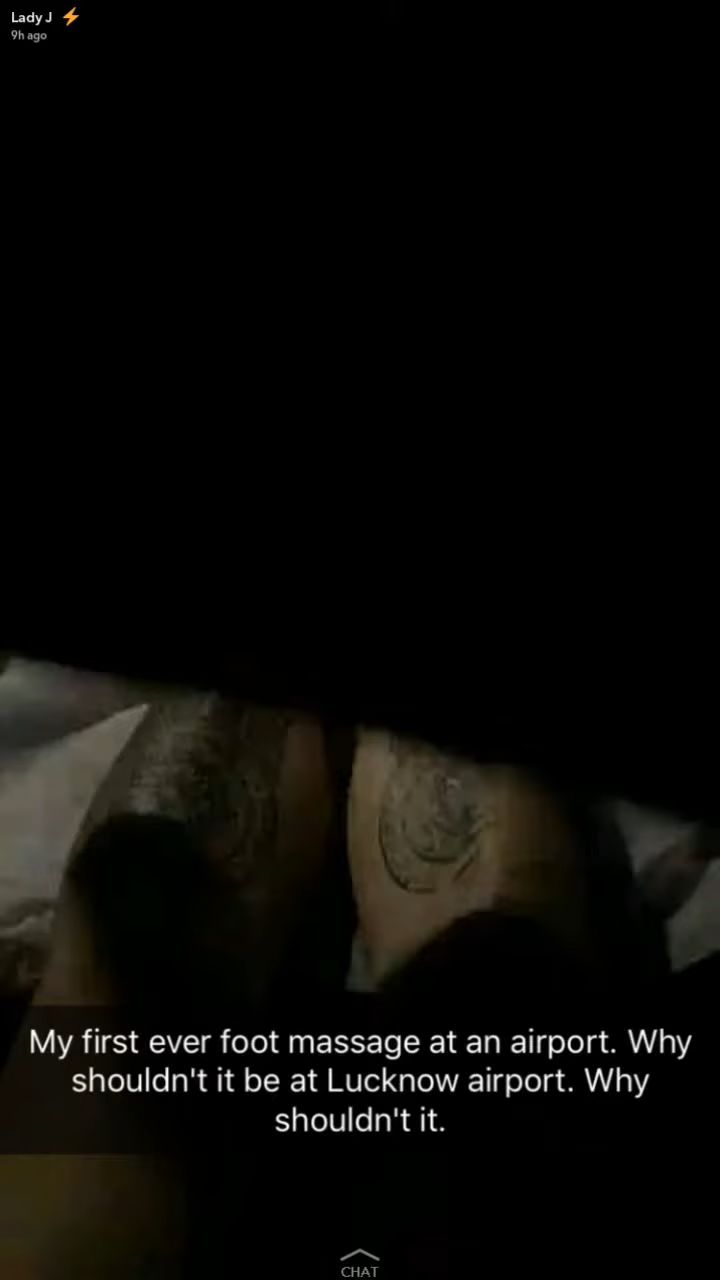 Lady J ⚡
9h ago
My first ever foot massage at an airport. Why
shouldn't it be at Lucknow airport. Why
shouldn't it.
CHAT